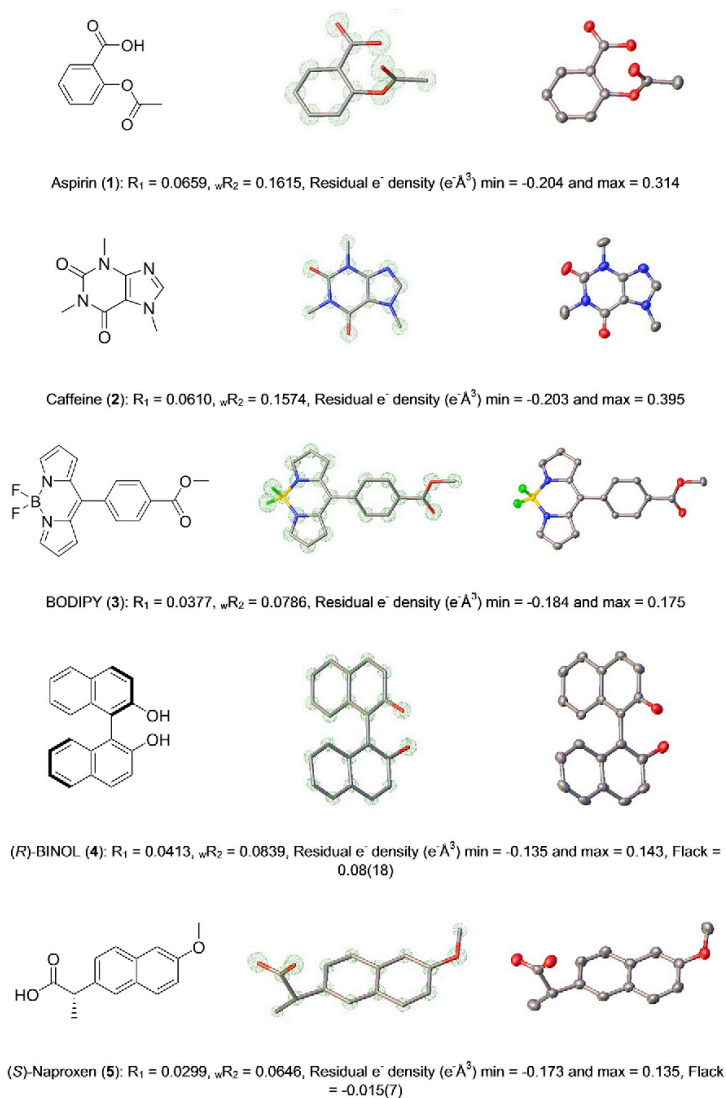 O
OH
O
O
Aspirin (1): R₁ = 0.0659, wR₂ = 0.1615, Residual e⁻ density (e⁻Å³) min = -0.204 and max = 0.314
O
N
N
N
N
O
Caffeine (2): R₁ = 0.0610, wR₂ = 0.1574, Residual e⁻ density (e⁻Å³) min = -0.203 and max = 0.395
F
F
B
N
N
O
O
BODIPY (3): R₁ = 0.0377, wR₂ = 0.0786, Residual e⁻ density (e⁻Å³) min = -0.184 and max = 0.175
OH
OH
(R)-BINOL (4): R₁ = 0.0413, wR₂ = 0.0839, Residual e⁻ density (e⁻Å³) min = -0.135 and max = 0.143, Flack =
0.08(18)
O
O
HO
(S)-Naproxen (5): R₁ = 0.0299, wR₂ = 0.0646, Residual e⁻ density (e⁻Å³) min = -0.173 and max = 0.135, Flack
= -0.015(7)